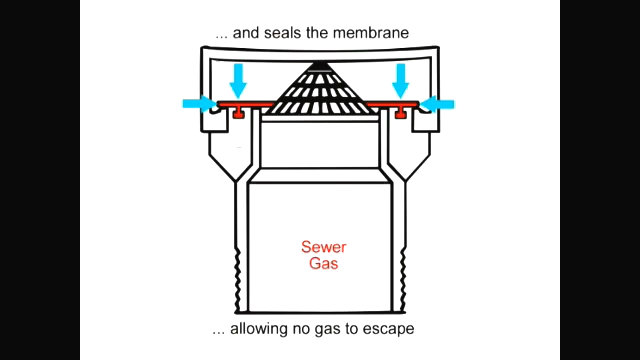 ... and seals the membrane
Sewer
Gas
... allowing no gas to escape